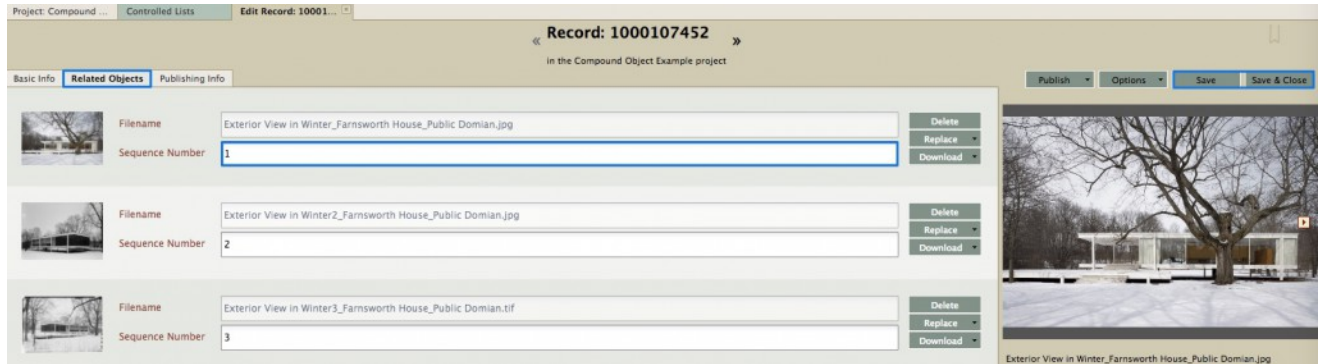 Project: Compound ... Controlled Lists Edit Record: 10001...
« Record: 1000107452 »
in the Compound Object Example project
Basic Info Related Objects Publishing Info Publish Options Save Save & Close
Filename Exterior View in Winter_Farnsworth House_Public Domian.jpg Delete
Replace
Sequence Number 1 Download
Filename Exterior View in Winter2_Farnsworth House_Public Domian.jpg Delete
Replace
Sequence Number 2 Download
Filename Exterior View in Winter3_Farnsworth House_Public Domian.tif Delete
Replace
Sequence Number 3 Download
Exterior View in Winter_Farnsworth House_Public Domian.jpg